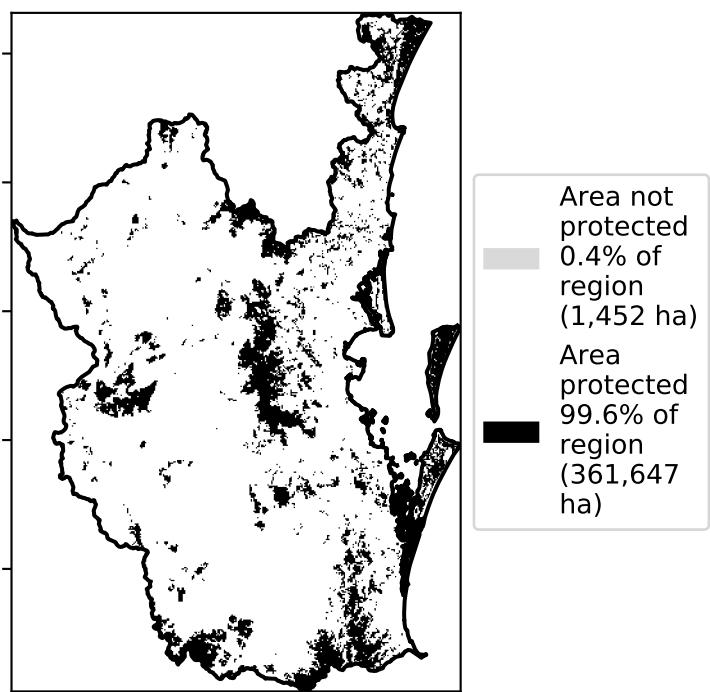 Area not
protected
0.4% of
region
(1,452 ha)
Area
protected
99.6% of
region
(361,647
ha)